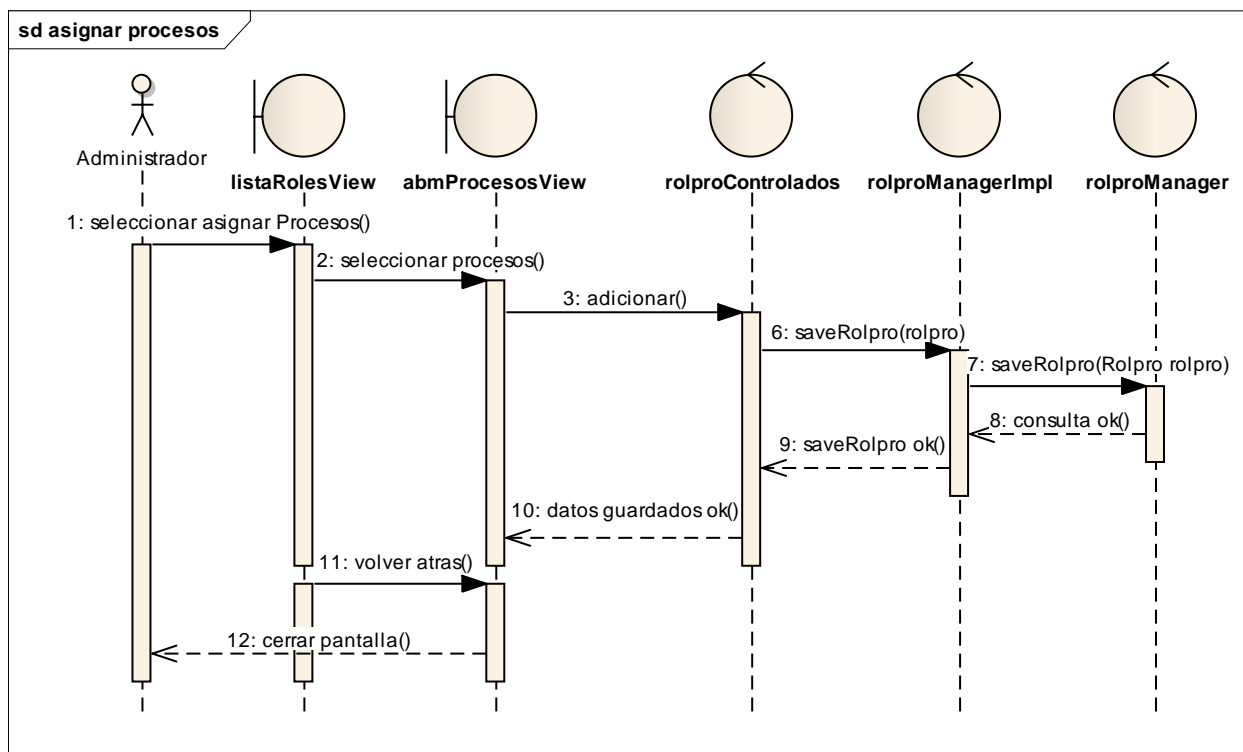 sd asignar procesos
Administrador
listaRolesView
abmProcesosView
rolproControlados
rolproManagerImpl
rolproManager
1: seleccionar asignar Procesos()
2: seleccionar procesos()
3: adicionar()
6: saveRolpro(rolpro)
7: saveRolpro(Rolpro rolpro)
8: consulta ok()
9: saveRolpro ok()
10: datos guardados ok()
11: volver atras()
12: cerrar pantalla()